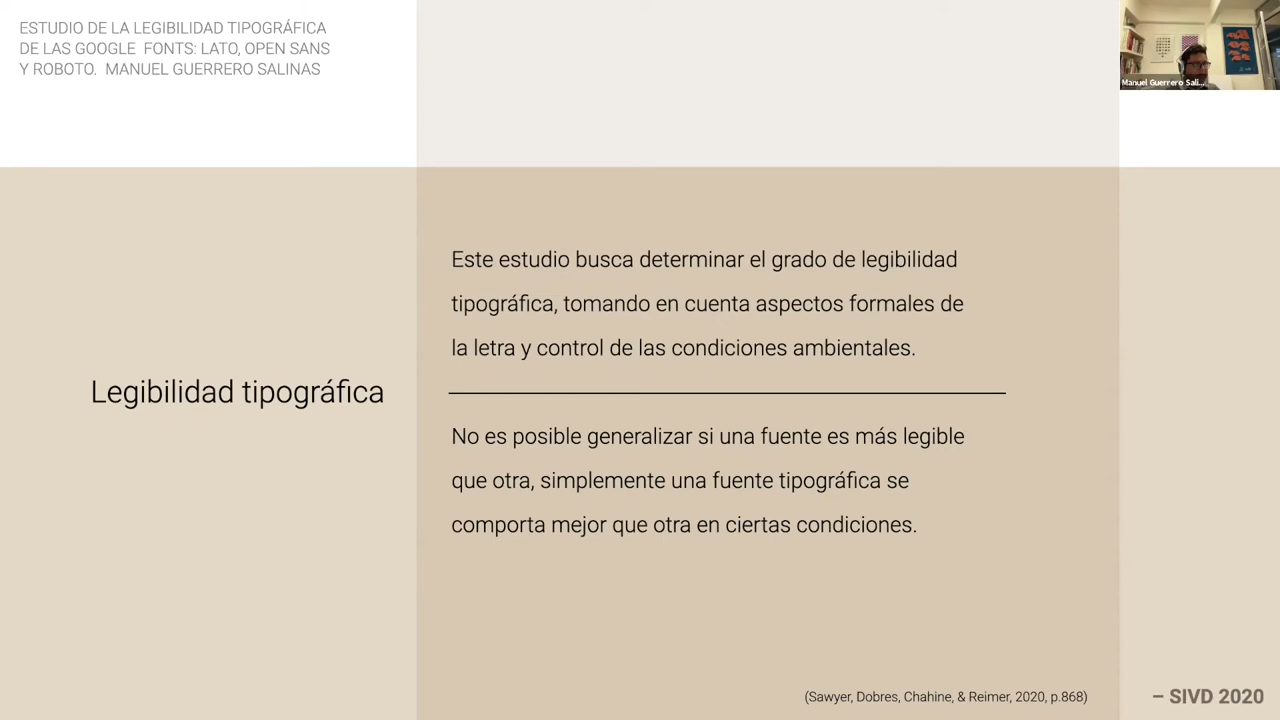 ESTUDIO DE LA LEGIBILIDAD TIPOGRÁFICA
DE LAS GOOGLE FONTS: LATO, OPEN SANS
Y ROBOTO. MANUEL GUERRERO SALINAS
Manuel Guerrero Sali...
Este estudio busca determinar el grado de legibilidad
tipográfica, tomando en cuenta aspectos formales de
la letra y control de las condiciones ambientales.
Legibilidad tipográfica
No es posible generalizar si una fuente es más legible
que otra, simplemente una fuente tipográfica se
comporta mejor que otra en ciertas condiciones.
(Sawyer, Dobres, Chahine, & Reimer, 2020, p.868)
– SIVD 2020